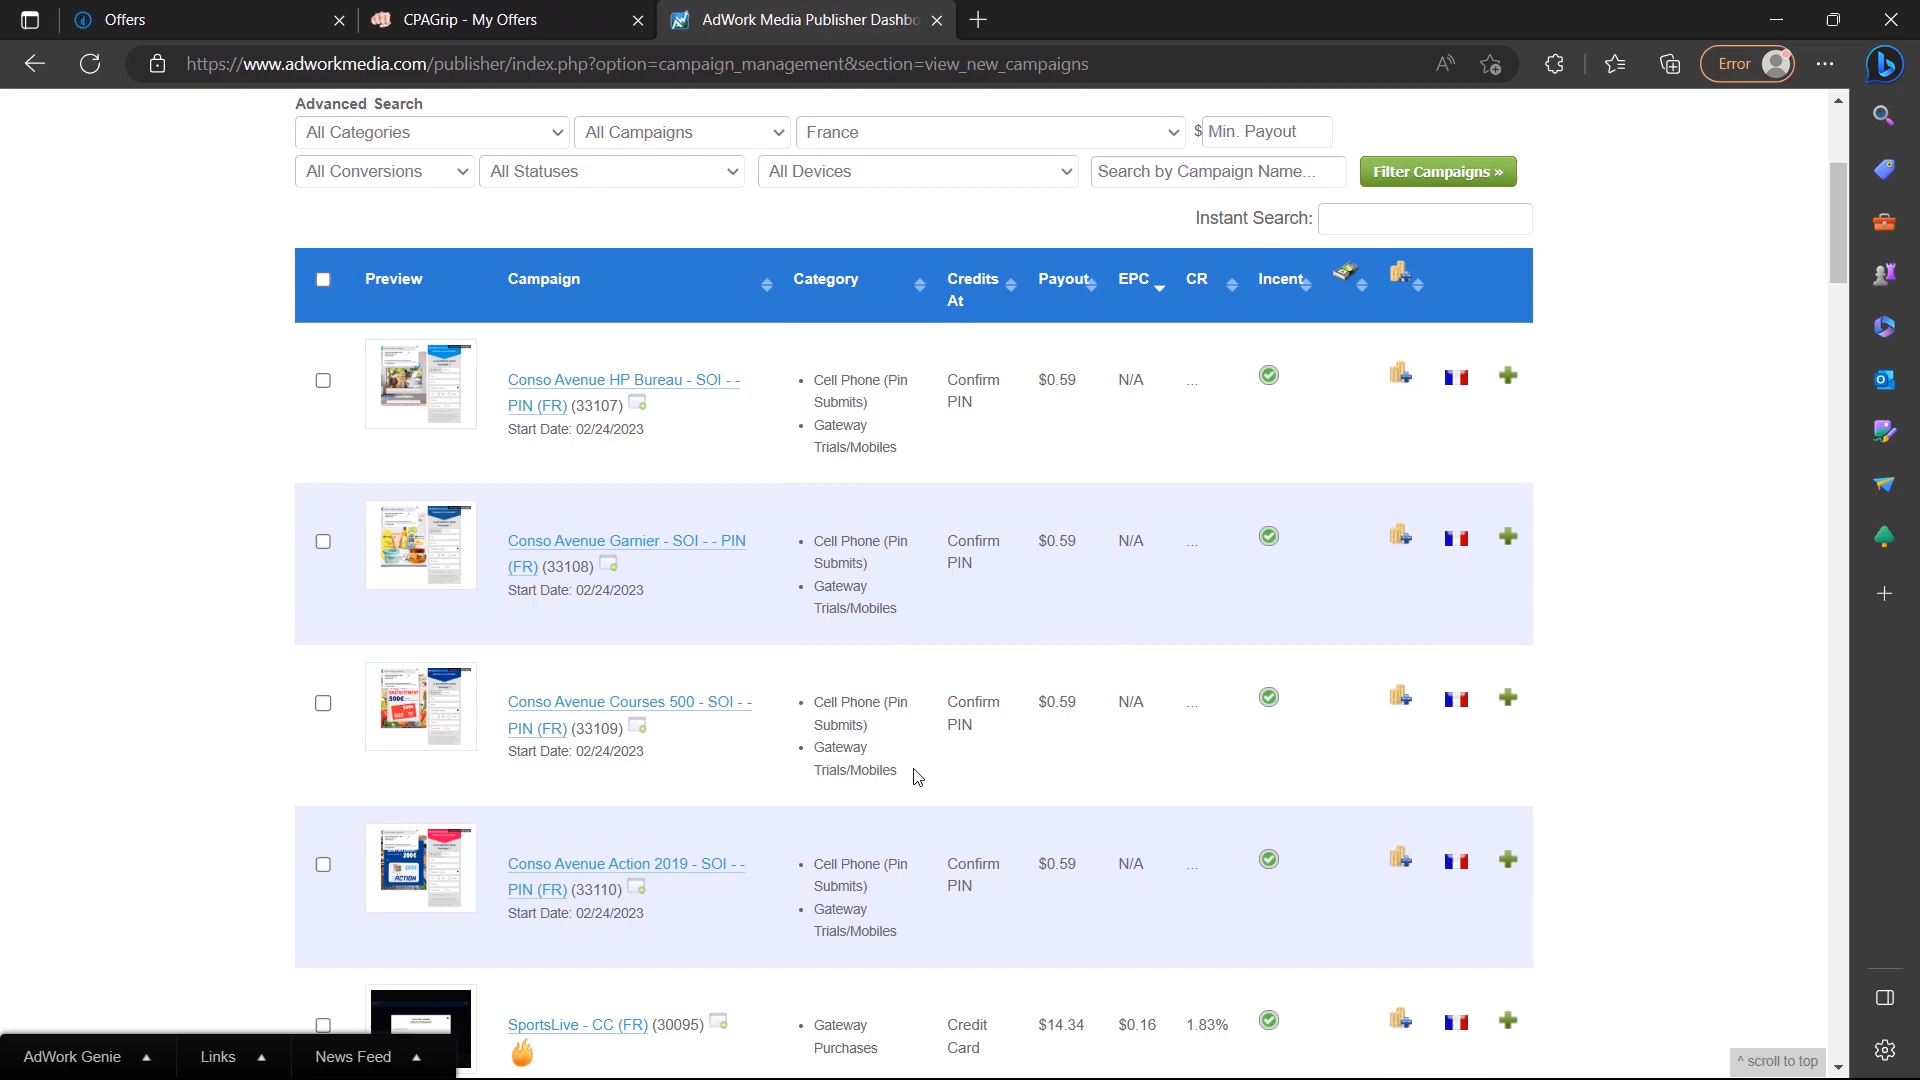 Offers
CPAGrip - My Offers
AdWork Media Publisher Dashbo
https://www.adworkmedia.com/publisher/index.php?option=campaign_management&section=view_new_campaigns
Error
Advanced Search
All Categories
All Campaigns
France
$ Min. Payout
All Conversions
All Statuses
All Devices
Search by Campaign Name...
Filter Campaigns »
Instant Search:
Preview
Campaign
Category
Credits
At
Payout
EPC
CR
Incent
Conso Avenue HP Bureau - SOI - -
PIN (FR) (33107)
Start Date: 02/24/2023
• Cell Phone (Pin
Submits)
• Gateway
Trials/Mobiles
Confirm
PIN
$0.59
N/A
...
Conso Avenue Garnier - SOI - - PIN
(FR) (33108)
Start Date: 02/24/2023
• Cell Phone (Pin
Submits)
• Gateway
Trials/Mobiles
Confirm
PIN
$0.59
N/A
...
Conso Avenue Courses 500 - SOI - -
PIN (FR) (33109)
Start Date: 02/24/2023
• Cell Phone (Pin
Submits)
• Gateway
Trials/Mobiles
Confirm
PIN
$0.59
N/A
...
Conso Avenue Action 2019 - SOI - -
PIN (FR) (33110)
Start Date: 02/24/2023
• Cell Phone (Pin
Submits)
• Gateway
Trials/Mobiles
Confirm
PIN
$0.59
N/A
...
SportsLive - CC (FR) (30095)
• Gateway
Purchases
Credit
Card
$14.34
$0.16
1.83%
AdWork Genie
Links
News Feed
^ scroll to top